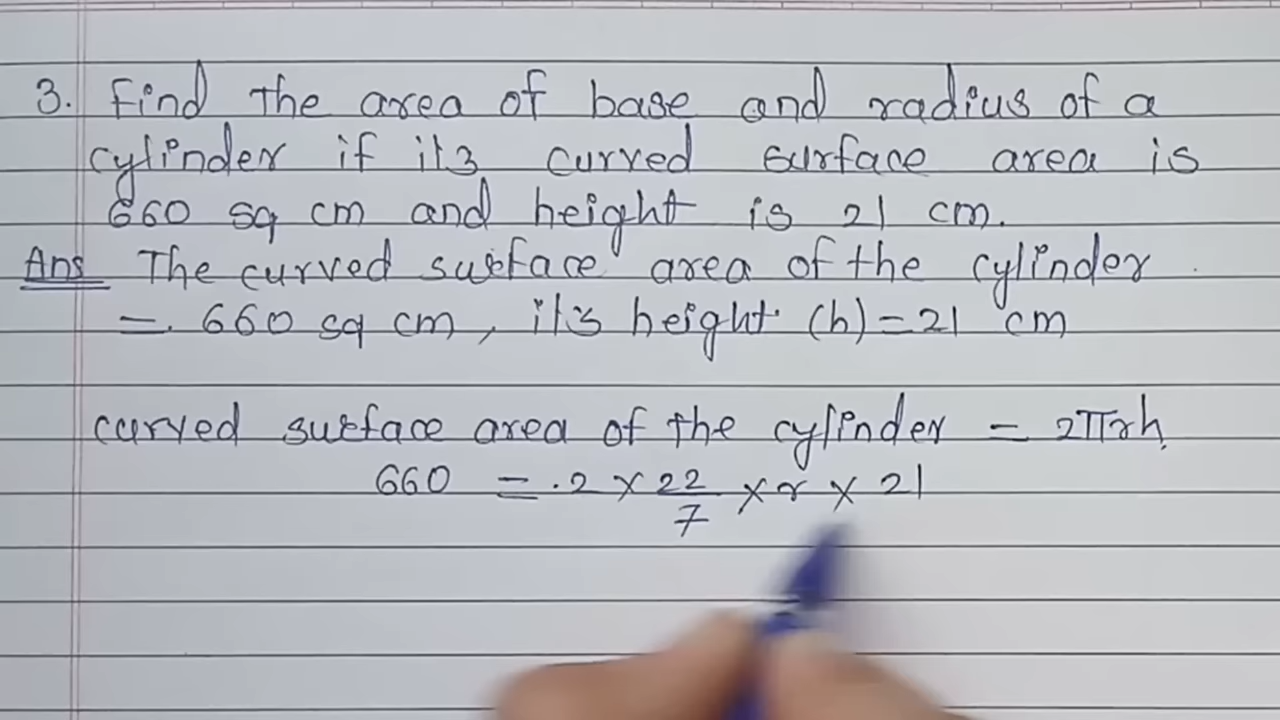 3. Find the area of base and radius of a
cylinder if its curved surface area is
660 sq cm and height is 21 cm.
Ans The curved surface area of the cylinder
= 660 sq cm, its height (h) = 21 cm
curved surface area of the cylinder = 2πrh
660 = 2 × 22/7 × r × 21